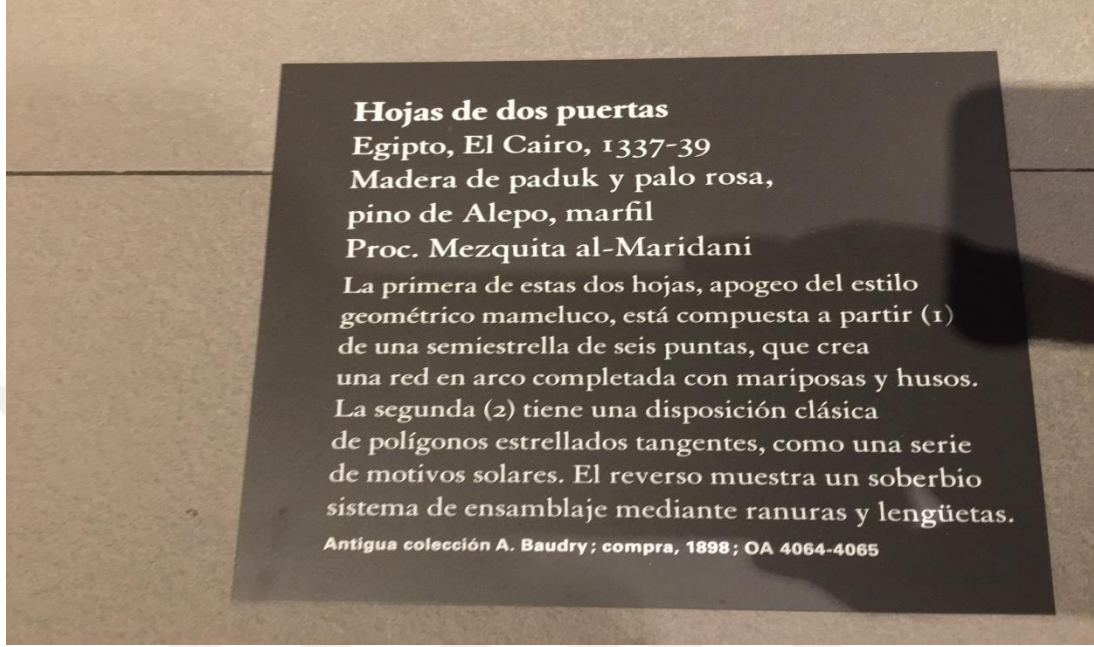 Hojas de dos puertas
Egipto, El Cairo, 1337-39
Madera de paduk y palo rosa,
pino de Alepo, marfil
Proc. Mezquita al-Maridani
La primera de estas dos hojas, apogeo del estilo
geométrico mameluco, está compuesta a partir (1)
de una semiestrella de seis puntas, que crea
una red en arco completada con mariposas y husos.
La segunda (2) tiene una disposición clásica
de polígonos estrellados tangentes, como una serie
de motivos solares. El reverso muestra un soberbio
sistema de ensamblaje mediante ranuras y lengüetas.
Antigua colección A. Baudry; compra, 1898; OA 4064-4065